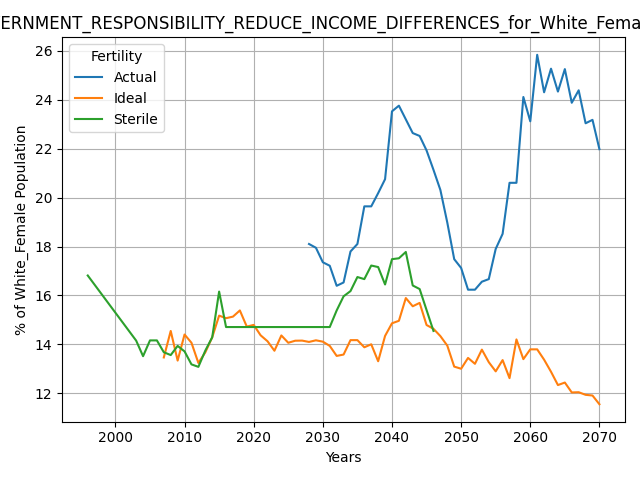 ERNMENT_RESPONSIBILITY_REDUCE_INCOME_DIFFERENCES_for_White_Fema
Fertility
Actual
Ideal
Sterile
% of White_Female Population
26
24
22
20
18
16
14
12
2000 2010 2020 2030 2040 2050 2060 2070
Years